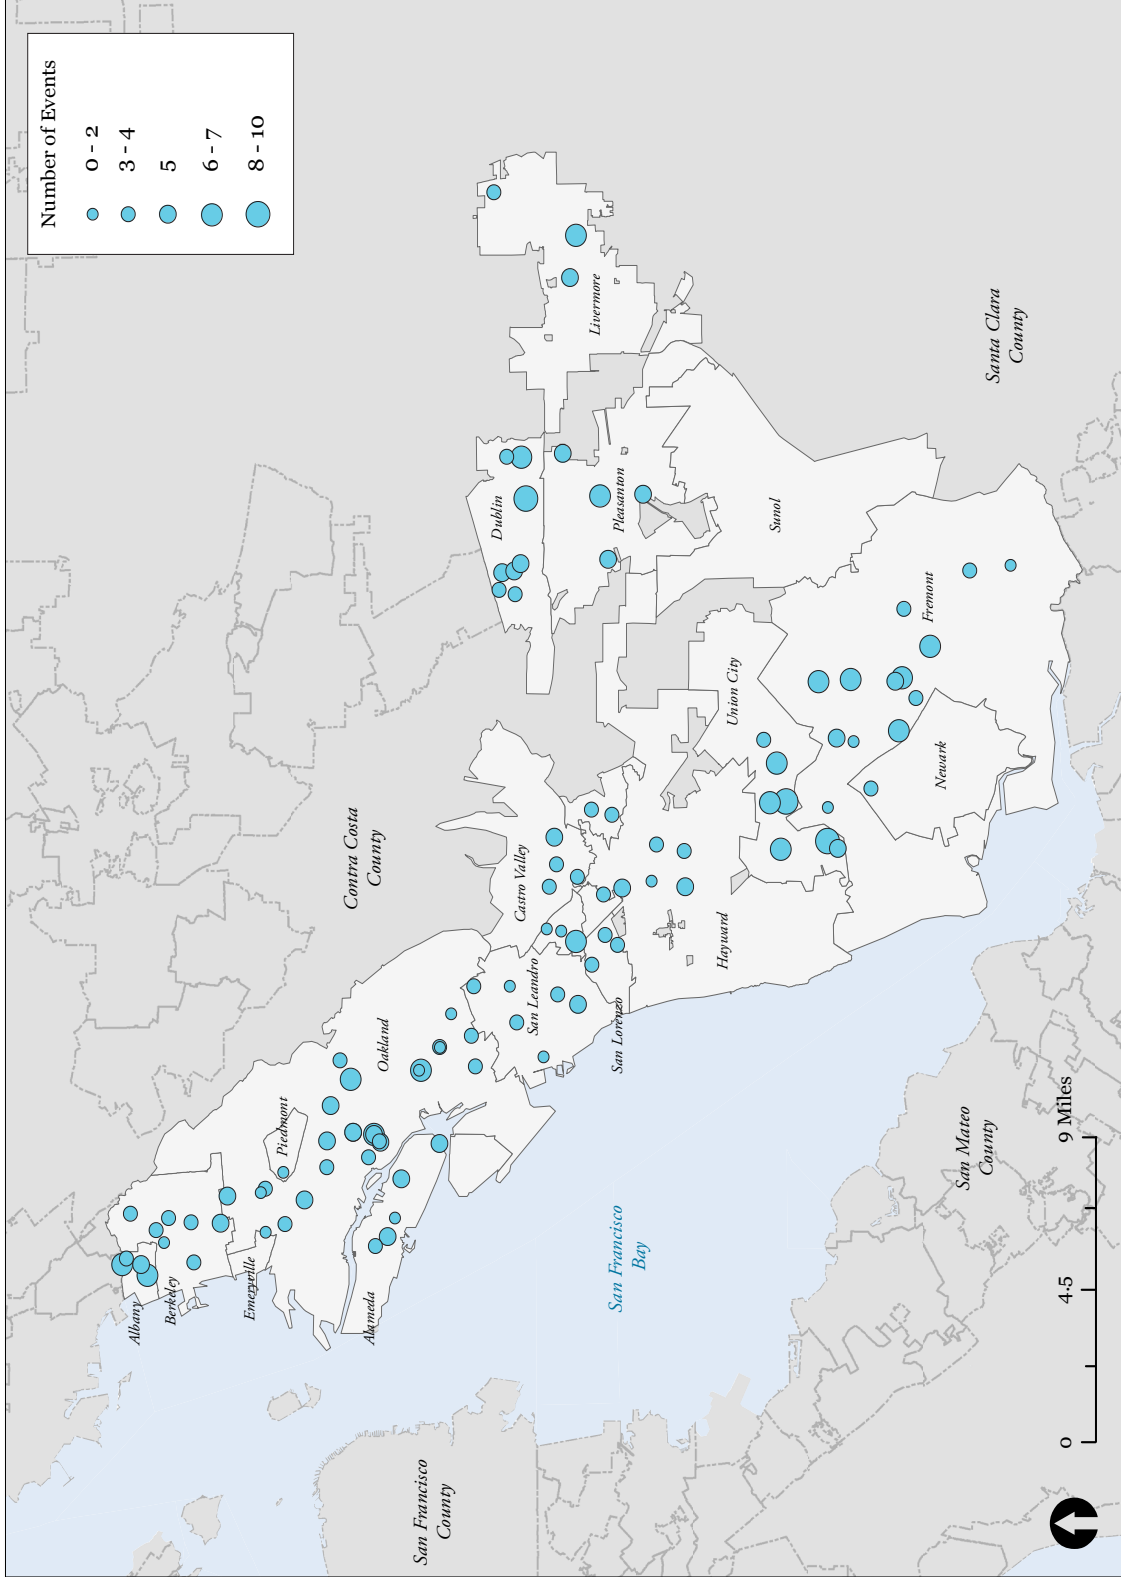 Number of Events
0 - 2
3 - 4
5
6 - 7
8 - 10
Albany
Berkeley
Emeryville
Piedmont
Alameda
Oakland
San Leandro
San Lorenzo
Castro Valley
Hayward
Union City
Newark
Fremont
Sunol
Dublin
Pleasanton
Livermore
Contra Costa
County
Santa Clara
County
San Francisco
Bay
San Francisco
County
San Mateo
County
0
4.5
9 Miles